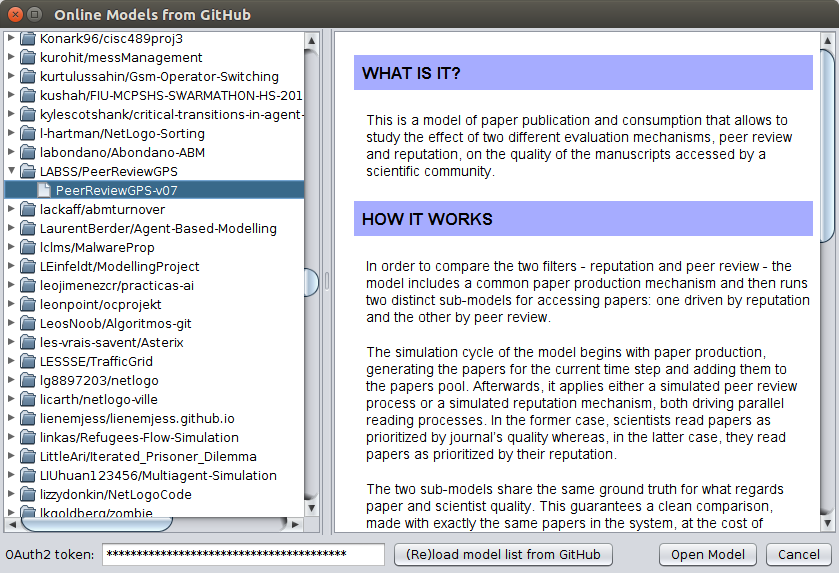 Online Models from GitHub
Konark96/cisc489proj3
kurohit/messManagement
kurtulussahin/Gsm-Operator-Switching
kushah/FIU-MCPSHS-SWARMATHON-HS-201
kylescotshank/critical-transitions-in-agent-
l-hartman/NetLogo-Sorting
labondano/Abondano-ABM
LABSS/PeerReviewGPS
PeerReviewGPS-v07
lackaff/abmturnover
LaurentBerder/Agent-Based-Modelling
lclms/MalwareProp
LEinfeldt/ModellingProject
leojimenezcr/practicas-ai
leonpoint/ocprojekt
LeosNoob/Algoritmos-git
les-vrais-savent/Asterix
LESSSE/TrafficGrid
lg8897203/netlogo
licarth/netlogo-ville
lienemjess/lienemjess.github.io
linkas/Refugees-Flow-Simulation
LittleAri/Iterated_Prisoner_Dilemma
LIUhuan123456/Multiagent-Simulation
lizzydonkin/NetLogoCode
lkgoldberg/zombie
WHAT IS IT?
This is a model of paper publication and consumption that allows to
study the effect of two different evaluation mechanisms, peer review
and reputation, on the quality of the manuscripts accessed by a
scientific community.
HOW IT WORKS
In order to compare the two filters - reputation and peer review - the
model includes a common paper production mechanism and then runs
two distinct sub-models for accessing papers: one driven by reputation
and the other by peer review.
The simulation cycle of the model begins with paper production,
generating the papers for the current time step and adding them to
the papers pool. Afterwards, it applies either a simulated peer review
process or a simulated reputation mechanism, both driving parallel
reading processes. In the former case, scientists read papers as
prioritized by journal's quality whereas, in the latter case, they read
papers as prioritized by their reputation.
The two sub-models share the same ground truth for what regards
paper and scientist quality. This guarantees a clean comparison,
made with exactly the same papers in the system, at the cost of
OAuth2 token: ****************************************
(Re)load model list from GitHub
Open Model
Cancel